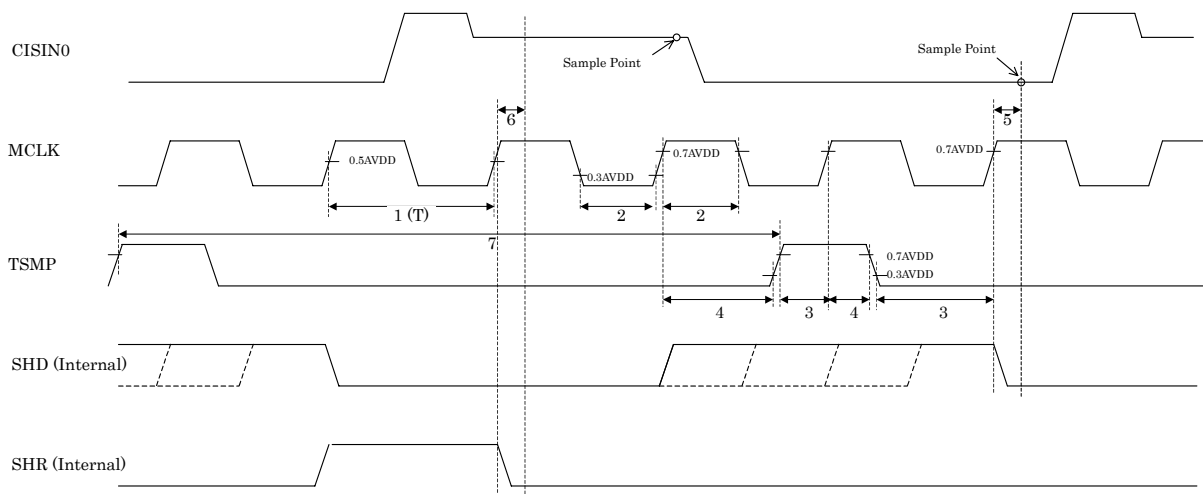 CISIN0
Sample Point
Sample Point
6
5
MCLK
0.5AVDD
0.3AVDD
0.7AVDD
0.7AVDD
1 (T)
2
2
7
TSMP
0.7AVDD
0.3AVDD
4
3
4
3
SHD (Internal)
SHR (Internal)